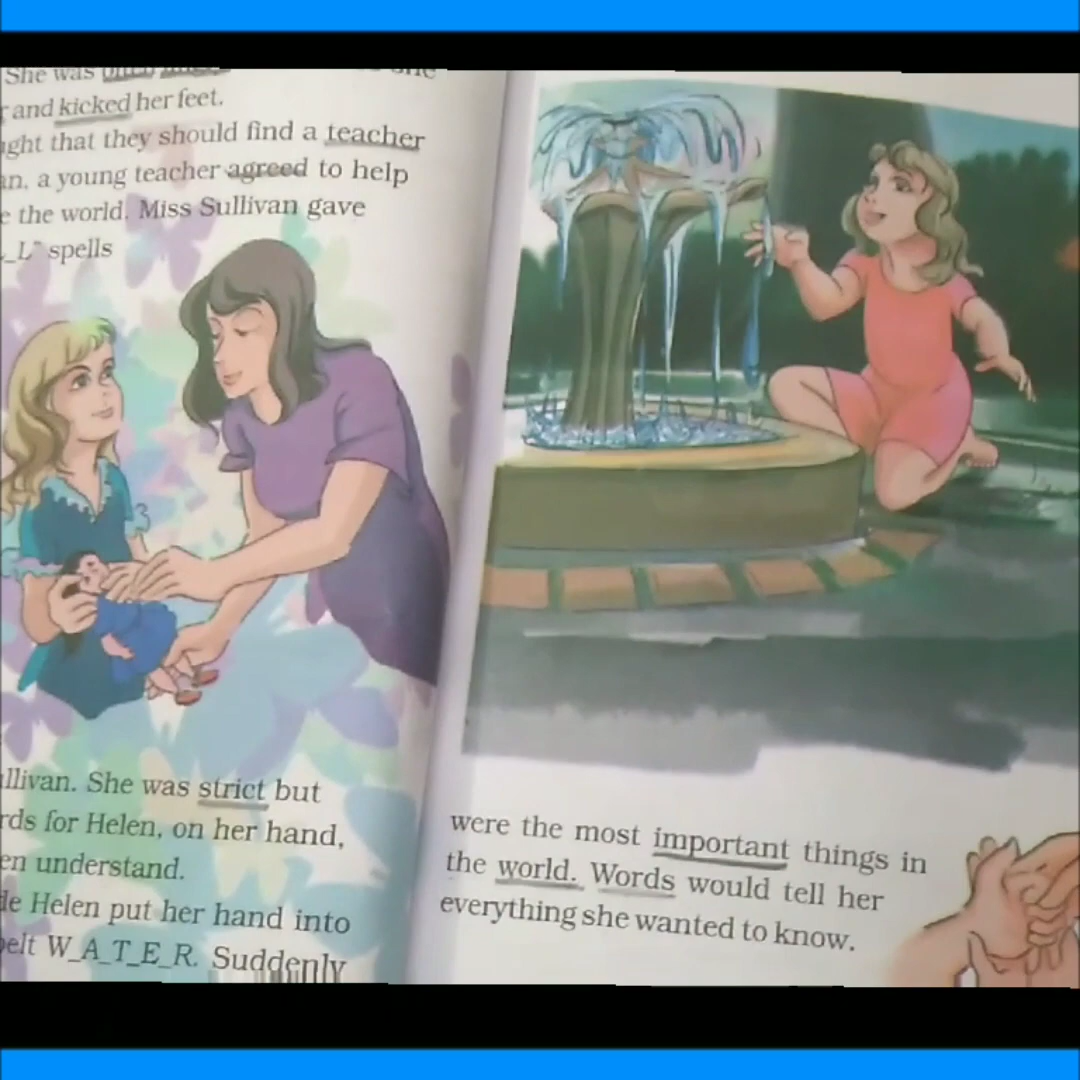 She was
and kicked her feet.
ght that they should find a teacher
an, a young teacher agreed to help
e the world. Miss Sullivan gave
_L" spells
llivan. She was strict but
rds for Helen, on her hand,
en understand.
de Helen put her hand into
pelt W_A_T_E_R. Suddenly
were the most important things in
the world. Words would tell her
everything she wanted to know.